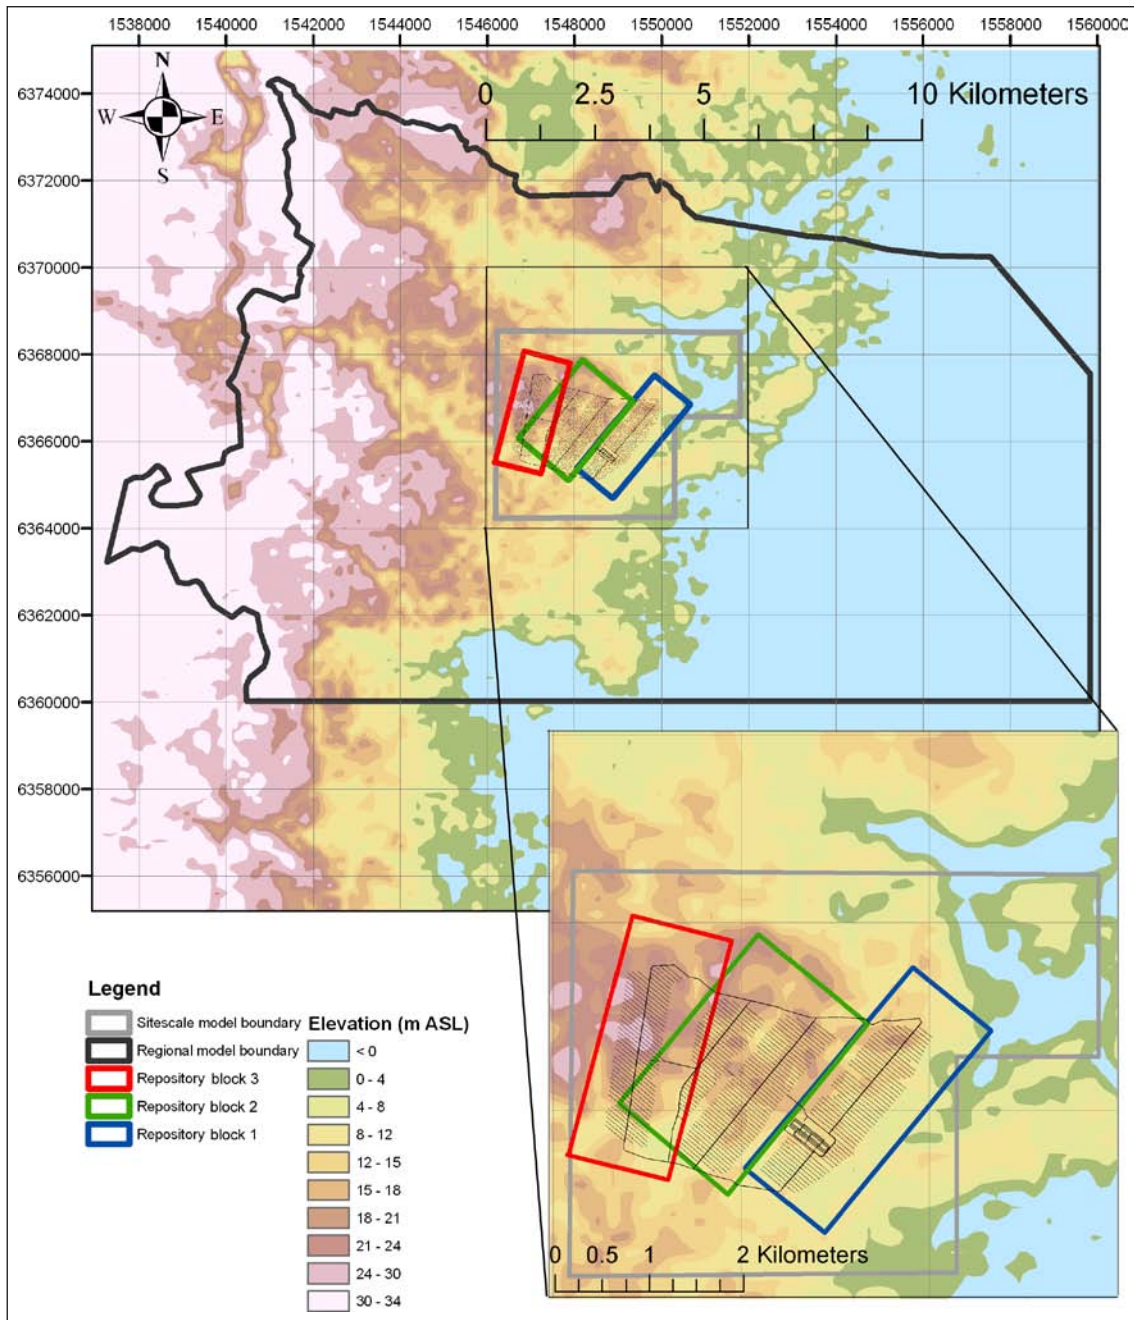 1538000 1540000 1542000 1544000 1546000 1548000 1550000 1552000 1554000 1556000 1558000 1560000
N
W E
S
0 2.5 5 10 Kilometers
6374000
6372000
6370000
6368000
6366000
6364000
6362000
6360000
6358000
6356000
Legend
Sitescale model boundary
Regional model boundary
Repository block 3
Repository block 2
Repository block 1
Elevation (m ASL)
< 0
0 - 4
4 - 8
8 - 12
12 - 15
15 - 18
18 - 21
21 - 24
24 - 30
30 - 34
0 0.5 1 2 Kilometers